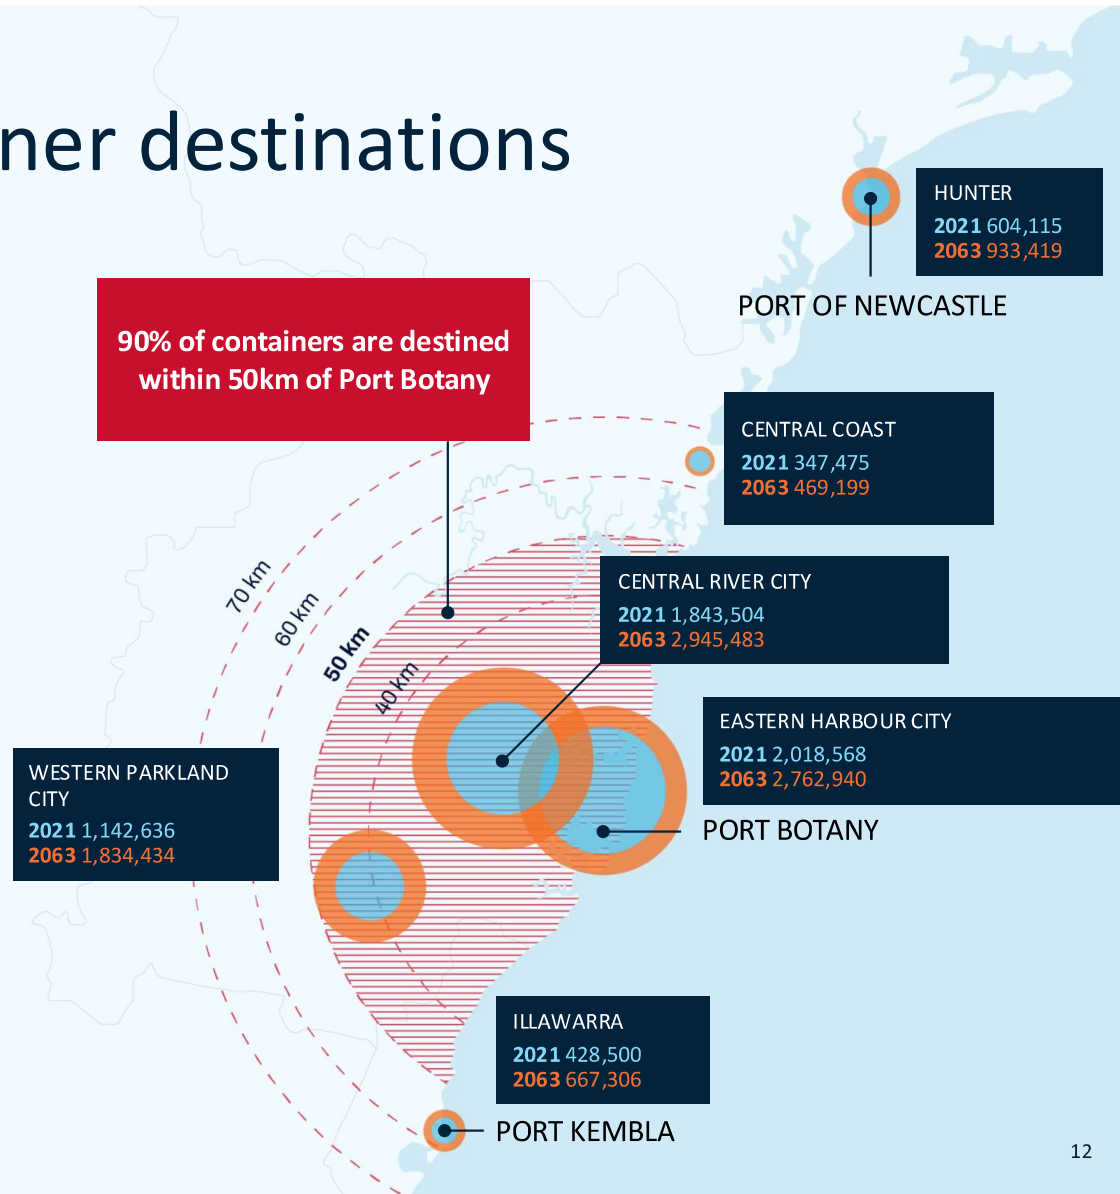 ner destinations
HUNTER
2021 604,115
2063 933,419
PORT OF NEWCASTLE
90% of containers are destined
within 50km of Port Botany
CENTRAL COAST
2021 347,475
2063 469,199
70 km
60 km
50 km
40 km
CENTRAL RIVER CITY
2021 1,843,504
2063 2,945,483
EASTERN HARBOUR CITY
2021 2,018,568
2063 2,762,940
PORT BOTANY
WESTERN PARKLAND
CITY
2021 1,142,636
2063 1,834,434
ILLAWARRA
2021 428,500
2063 667,306
PORT KEMBLA
12